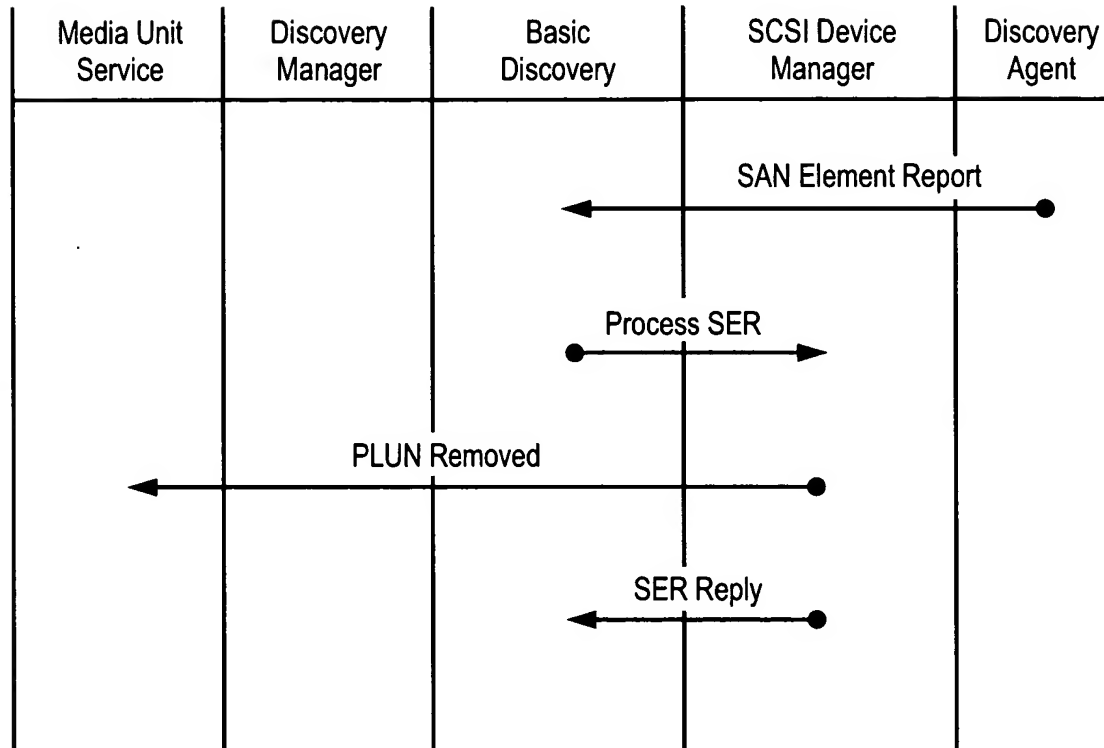 Media Unit
Service
Discovery
Manager
Basic
Discovery
SCSI Device
Manager
Discovery
Agent
SAN Element Report
Process SER
PLUN Removed
SER Reply